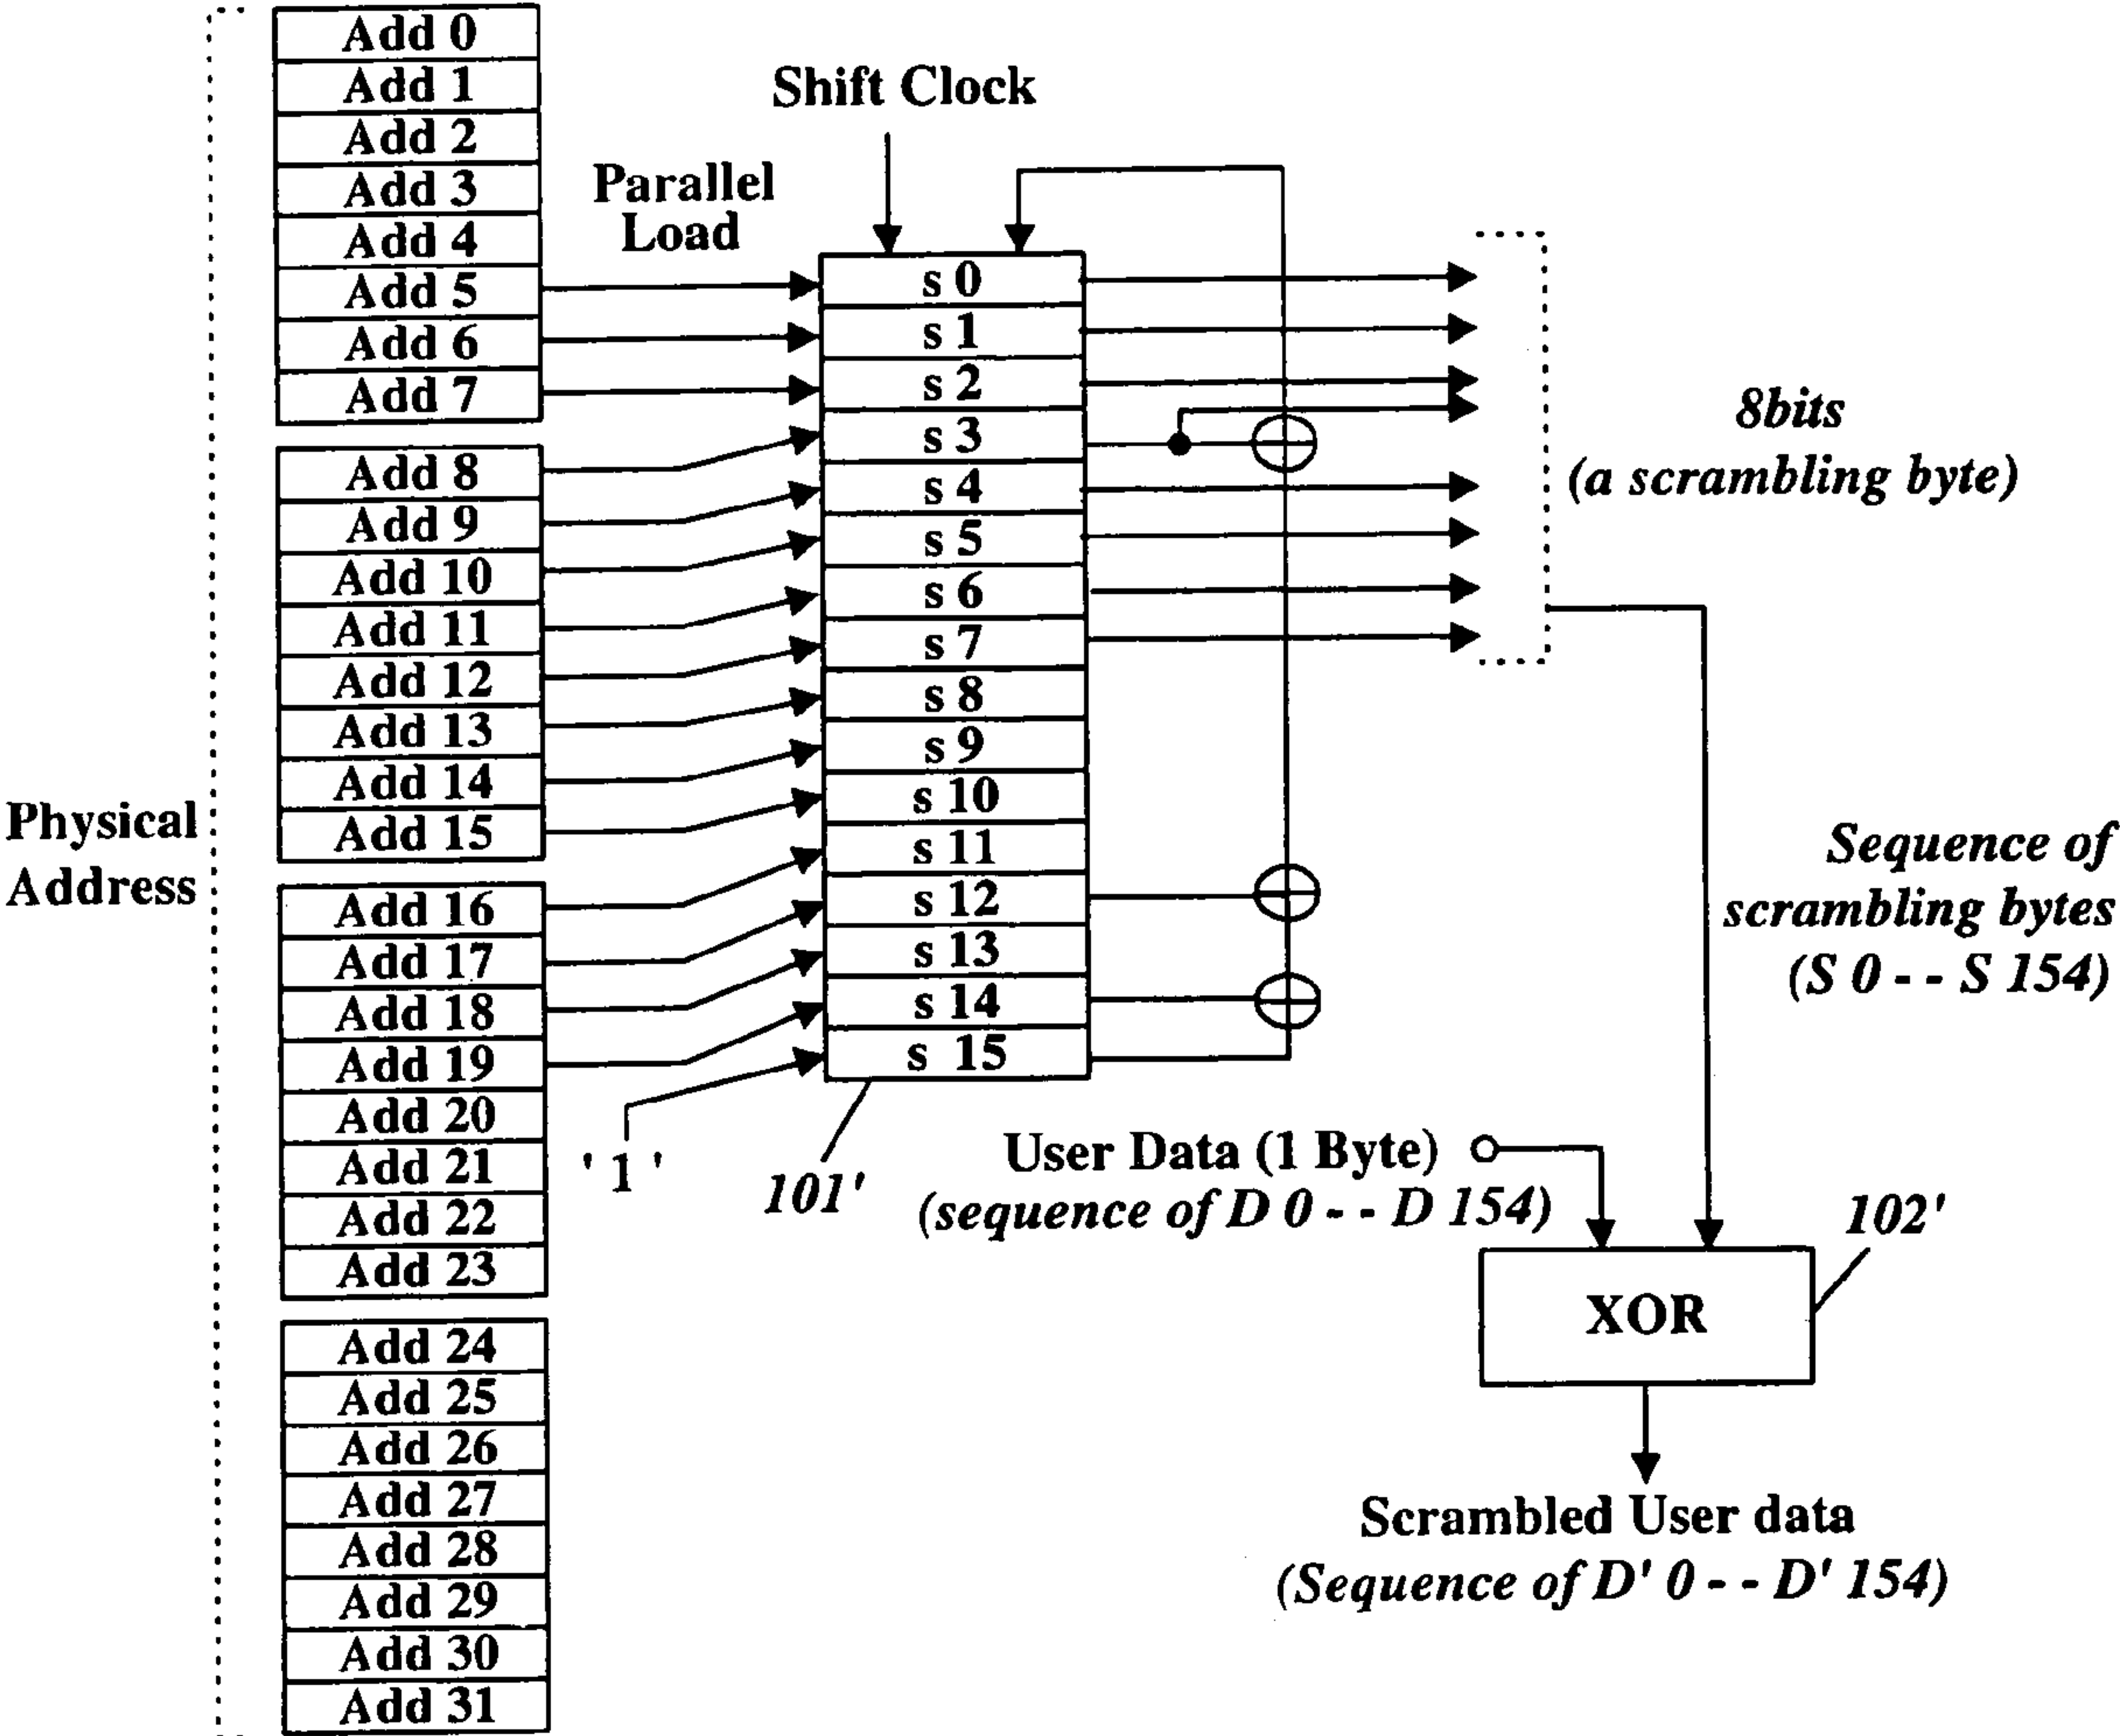 Physical
Address
Add 0
Add 1
Add 2
Add 3
Add 4
Add 5
Add 6
Add 7
Add 8
Add 9
Add 10
Add 11
Add 12
Add 13
Add 14
Add 15
Add 16
Add 17
Add 18
Add 19
Add 20
Add 21
Add 22
Add 23
Add 24
Add 25
Add 26
Add 27
Add 28
Add 29
Add 30
Add 31
Parallel
Load
' 1 '
Shift Clock
s 0
s 1
s 2
s 3
s 4
s 5
s 6
s 7
s 8
s 9
s 10
s 11
s 12
s 13
s 14
s 15
101'
8bits
(a scrambling byte)
Sequence of
scrambling bytes
(S 0 - - S 154)
User Data (1 Byte)
(sequence of D 0 - - D 154)
102'
XOR
Scrambled User data
(Sequence of D' 0 - - D' 154)